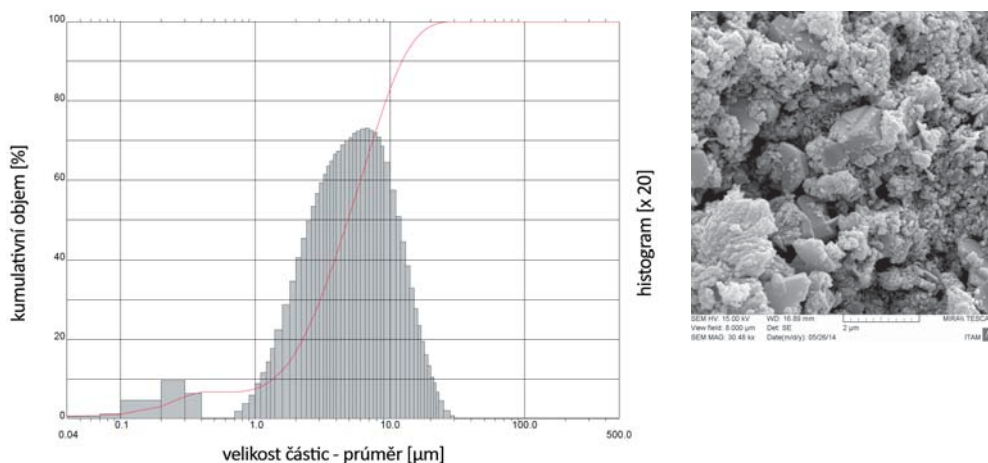 100
80
60
40
20
0
kumulativní objem [%]
0.04 0.1 1.0 10.0 100.0 500.0
velikost částic - prúměr [µm]
histogram [x 20]
SEM HV: 15.00 kV WD: 16.89 mm MIRA\\ TESCA
View field: 8.000 µm Det: SE 2 µm
SEM MAG: 30.48 kx Date(m/d/y): 05/26/14 ITAM